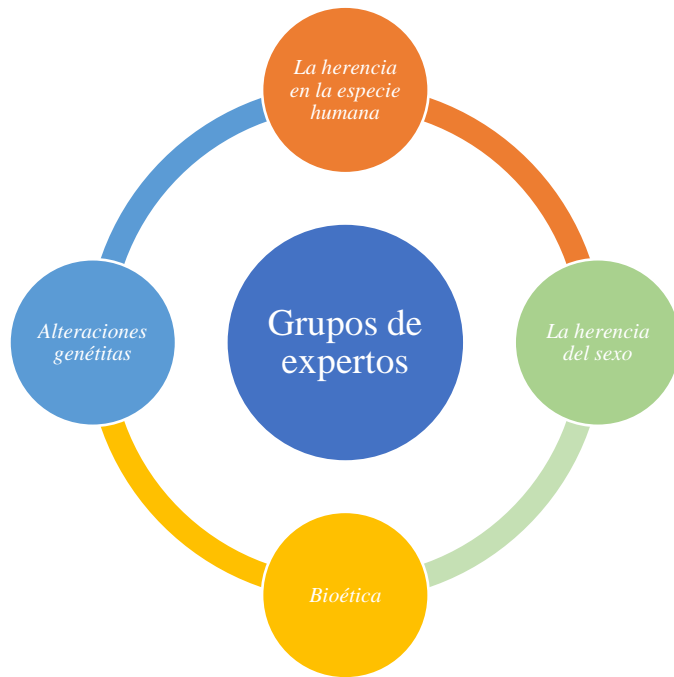 La herencia
en la especie
humana
Alteraciones
genétitas
Grupos de
expertos
La herencia
del sexo
Bioética